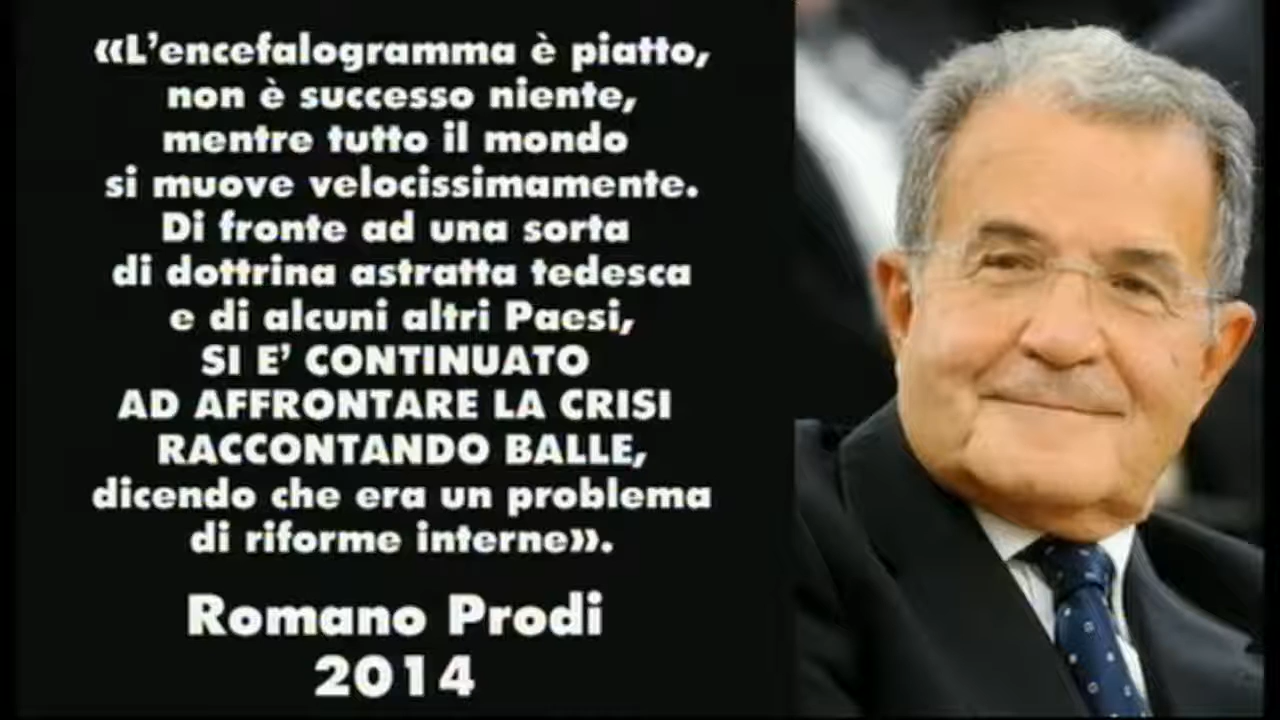 «L'encefalogramma è piatto,
non è successo niente,
mentre tutto il mondo
si muove velocissimamente.
Di fronte ad una sorta
di dottrina astratta tedesca
e di alcuni altri Paesi,
SI E' CONTINUATO
AD AFFRONTARE LA CRISI
RACCONTANDO BALLE,
dicendo che era un problema
di riforme interne».
Romano Prodi
2014